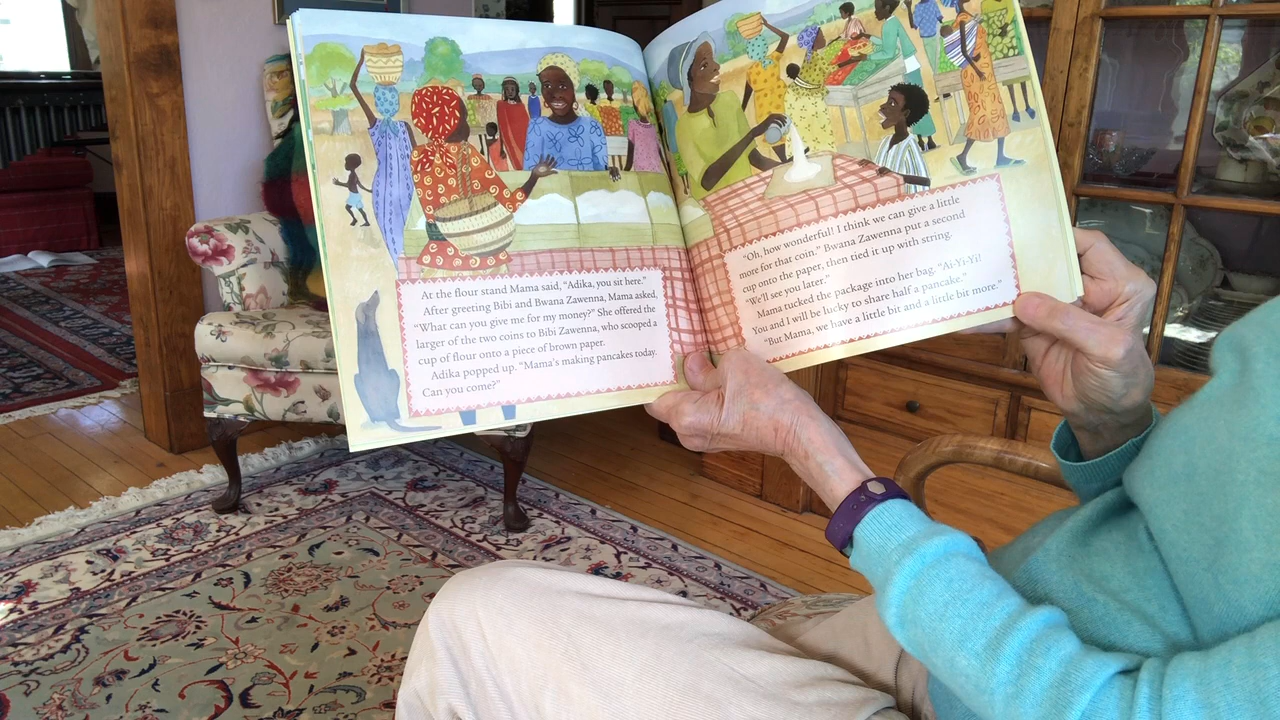 At the flour stand Mama said, “Adika, you sit here.”
After greeting Bibi and Bwana Zawenna, Mama asked,
“What can you give me for my money?” She offered the
larger of the two coins to Bibi Zawenna, who scooped a
cup of flour onto a piece of brown paper.
Adika popped up. “Mama’s making pancakes today.
Can you come?”
“Oh, how wonderful! I think we can give a little
more for that coin.” Bwana Zawenna put a second
cup onto the paper, then tied it up with string.
“We’ll see you later.”
Mama tucked the package into her bag. “Ai-Yi-Yi!
You and I will be lucky to share half a pancake.”
“But Mama, we have a little bit and a little bit more.”